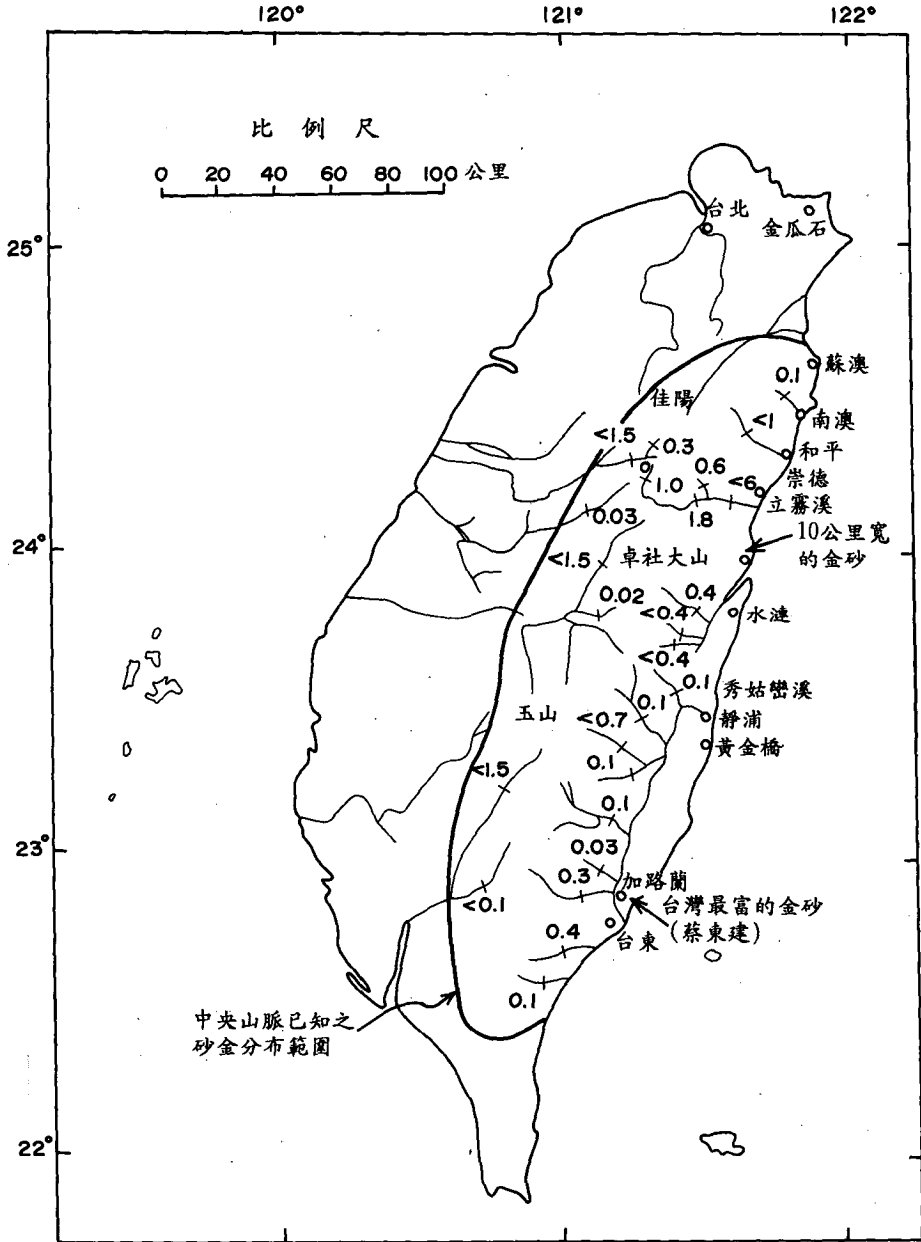 120°
121°
122°
比例尺
0 20 40 60 80 100 公里
台北
金瓜石
25°
蘇澳
0.1
佳陽
南澳
<1
<1.5
0.3
和平
0.6
崇德
1.0
<6
立霧溪
0.03
1.8
10公里寬
的金砂
24°
<1.5
卓社大山
0.02
0.4
<0.4
水漣
<0.4
0.1
秀姑巒溪
0.1
玉山
<0.7
靜浦
黃金橋
<1.5
0.1
0.1
23°
0.03
0.3
加路蘭
<0.1
台灣最富的金砂
(蔡東建)
0.4
台東
0.1
中央山脈已知之
砂金分布範圍
22°
120°
121°
122°